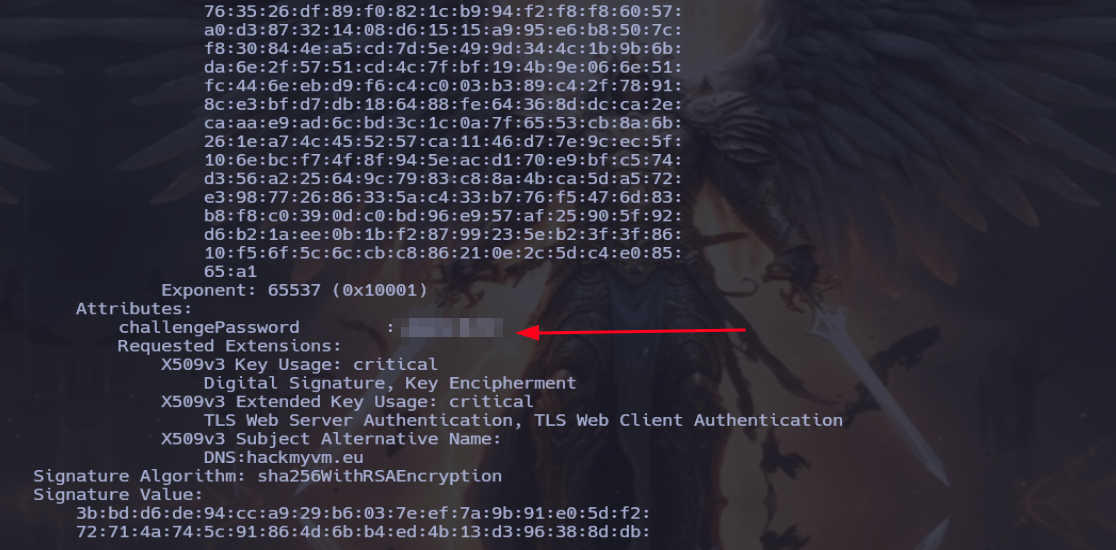 76:35:26:df:89:f0:82:1c:b9:94:f2:f8:f8:60:57:
a0:d3:87:32:14:08:d6:15:15:a9:95:e6:b8:50:7c:
f8:30:84:4e:a5:cd:7d:5e:49:9d:34:4c:1b:9b:6b:
da:6e:2f:57:51:cd:4c:7f:bf:19:4b:9e:06:6e:51:
fc:44:6e:eb:d9:f6:c4:c0:03:b3:89:c4:2f:78:91:
8c:e3:bf:d7:db:18:64:88:fe:64:36:8d:dc:ca:2e:
ca:aa:e9:ad:6c:bd:3c:1c:0a:7f:65:53:cb:8a:6b:
26:1e:a7:4c:45:52:57:ca:11:46:d7:7e:9c:ec:5f:
10:6e:bc:f7:4f:8f:94:5e:ac:d1:70:e9:bf:c5:74:
d3:56:a2:25:64:9c:79:83:c8:8a:4b:ca:5d:a5:72:
e3:98:77:26:86:33:5a:c4:33:b7:76:f5:47:6d:83:
b8:f8:c0:39:0d:c0:bd:96:e9:57:af:25:90:5f:92:
d6:b2:1a:ee:0b:1b:f2:87:99:23:5e:b2:3f:3f:86:
10:f5:6f:5c:6c:cb:c8:86:21:0e:2c:5d:c4:e0:85:
65:a1
Exponent: 65537 (0x10001)
Attributes:
challengePassword :
Requested Extensions:
X509v3 Key Usage: critical
Digital Signature, Key Encipherment
X509v3 Extended Key Usage: critical
TLS Web Server Authentication, TLS Web Client Authentication
X509v3 Subject Alternative Name:
DNS:hackmyvm.eu
Signature Algorithm: sha256WithRSAEncryption
Signature Value:
3b:bd:d6:de:94:cc:a9:29:b6:03:7e:ef:7a:9b:91:e0:5d:f2:
72:71:4a:74:5c:91:86:4d:6b:b4:ed:4b:13:d3:96:38:8d:db: